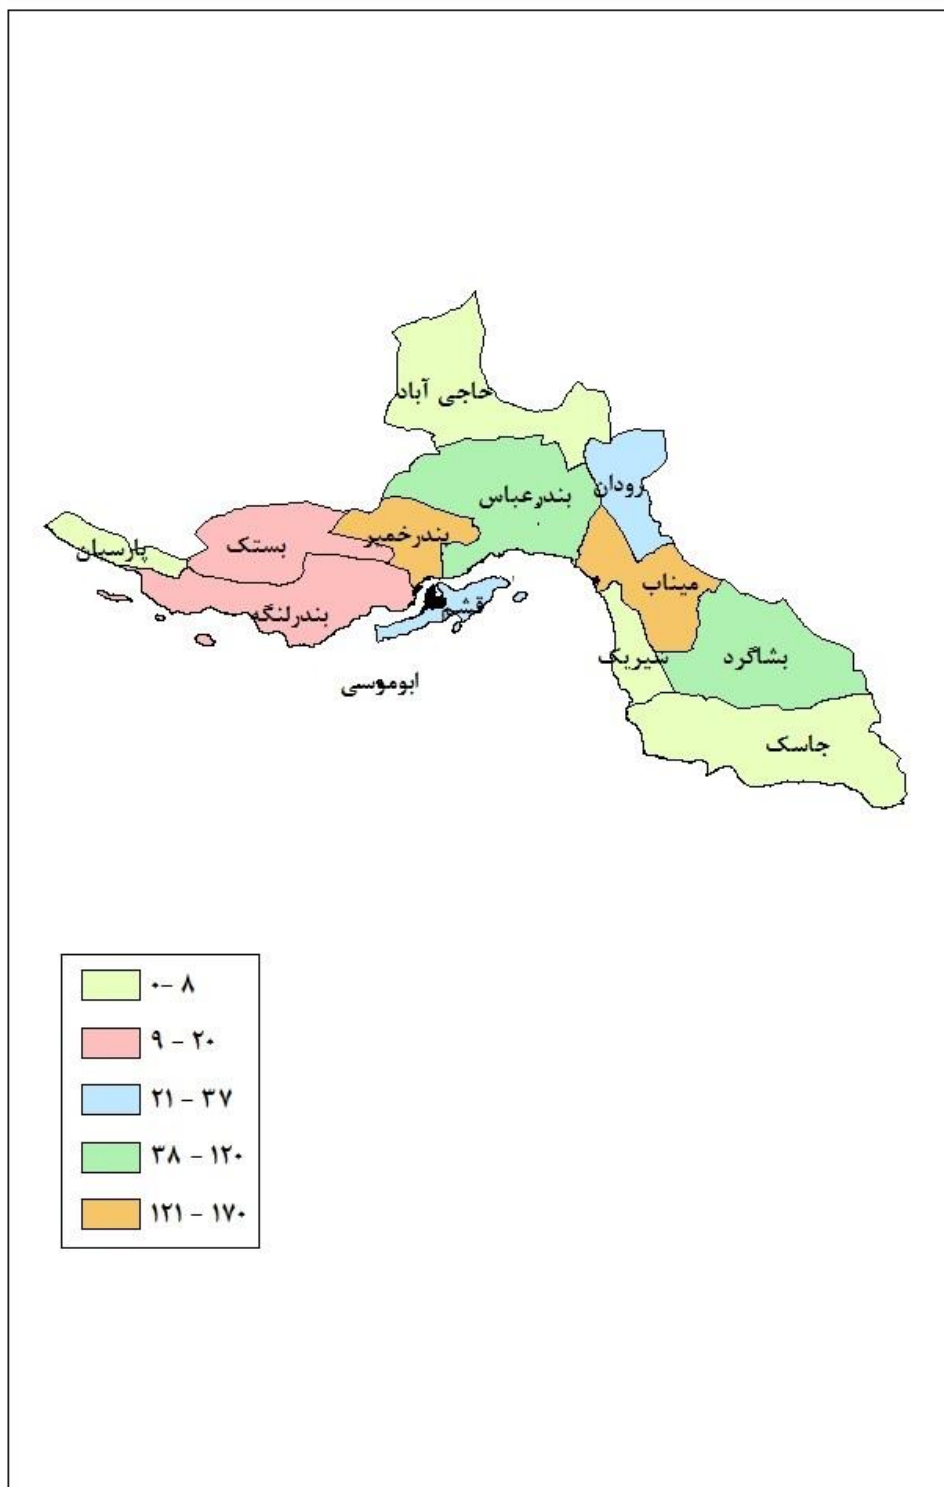 حاجی آباد
بندرعباس
رودان
بندرخمیر
بستک
پارسیان
میناب
بندرلنگه
قشم
بشاگرد
سیریک
ابوموسی
جاسک
۰- ۸
۹ - ۲۰
۲۱ - ۳۷
۳۸ - ۱۲۰
۱۲۱ - ۱۷۰